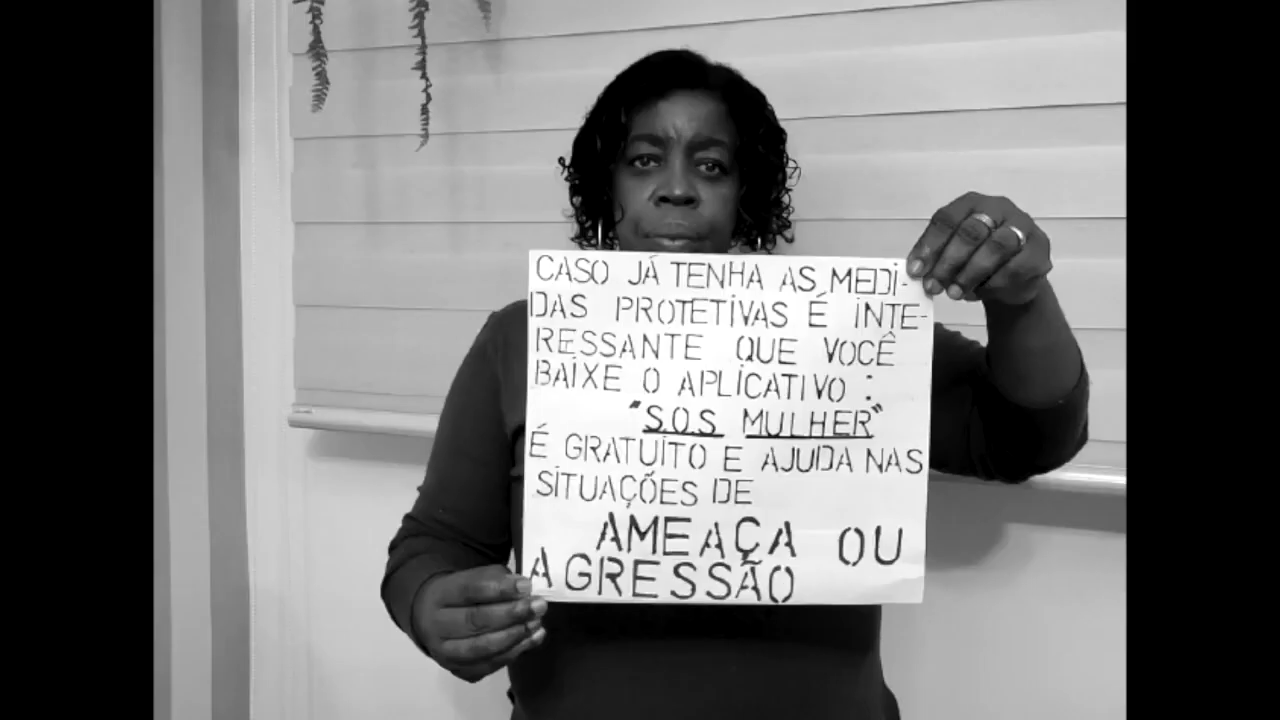 CASO JÁ TENHA AS MEDI-
DAS PROTETIVAS É INTE-
RESSANTE QUE VOCÊ
BAIXE O APLICATIVO:
"S.O.S MULHER"
É GRATUITO E AJUDA NAS
SITUAÇÕES DE
AMEAÇA OU
AGRESSÃO